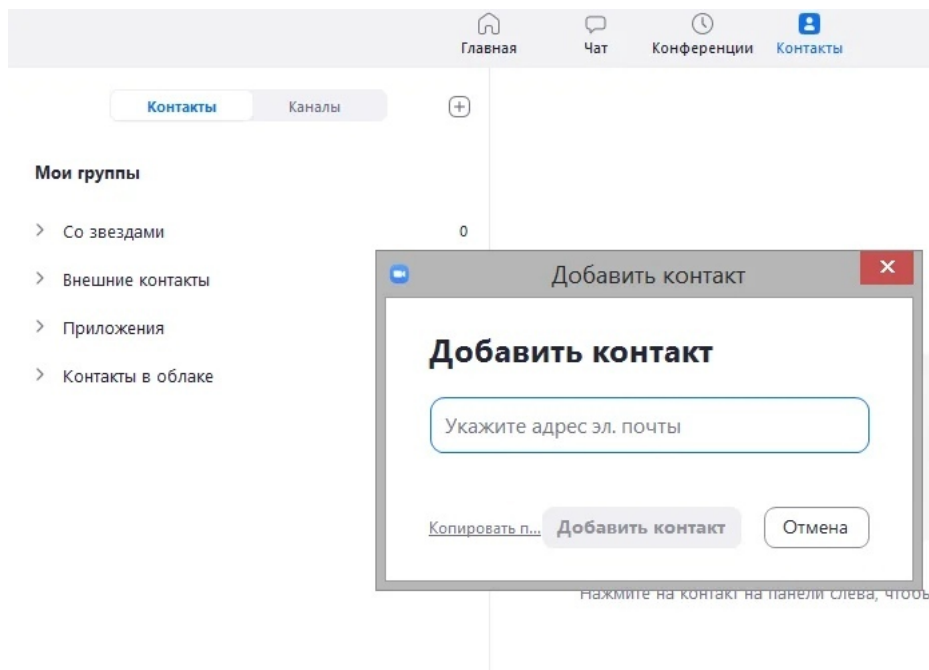 Главная Чат Конференции Контакты
Контакты Каналы
Мои группы
Со звездами 0
Внешние контакты
Приложения
Контакты в облаке
Добавить контакт
Добавить контакт
Укажите адрес эл. почты
Копировать п... Добавить контакт Отмена
Нажмите на контакт на панели слева, чтобы